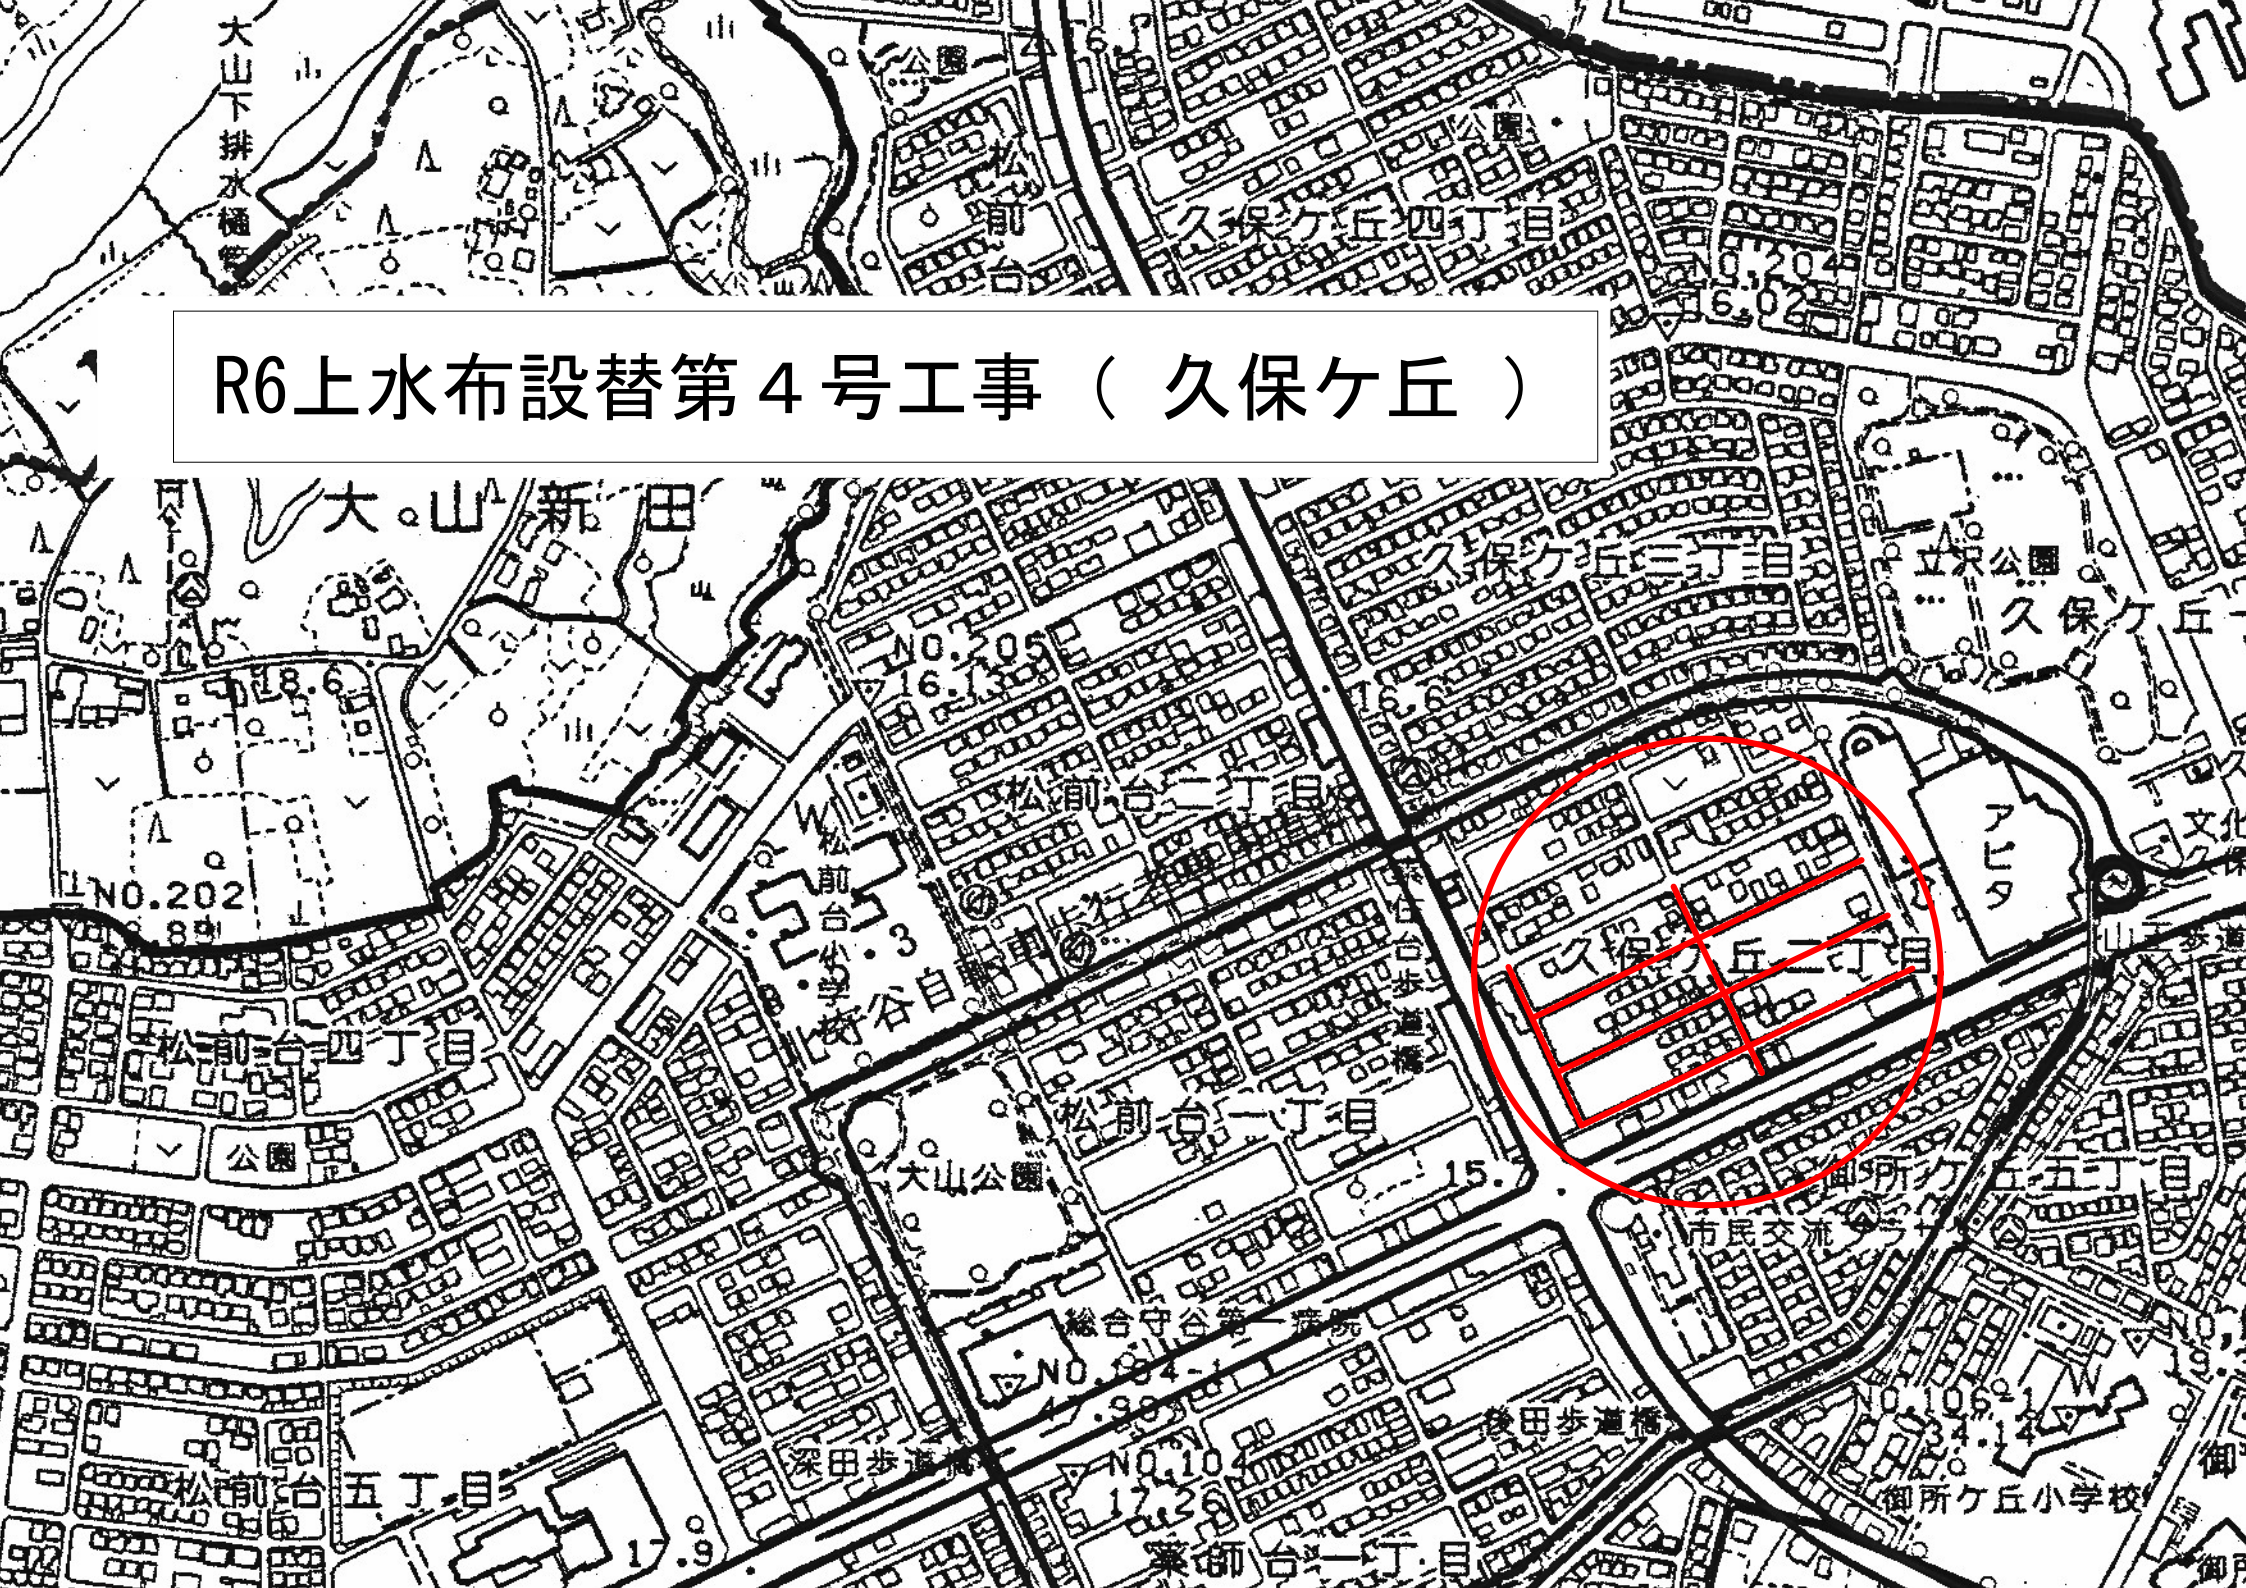 大山下排水樋管
公園
公園
松前台
久保ケ丘四丁目
NO.204
16.02
R6上水布設替第４号工事（ 久保ケ丘 ）
大山新田
久保ケ丘三丁目
立沢公園
久保ケ丘一
NO.205
16.13
18.6
16.6
松前台二丁目
アピタ
文化
NO.202
松前台小学校
久保ケ丘二丁目
山王歩道
松前台四丁目
松前台一丁目
公園
大山公園
15.
御所ケ丘五丁目
市民交流プラザ
総合守谷第一病院
NO.106-1
34.14
後田歩道橋
深田歩道橋
NO.104
17.26
松前台五丁目
御所ケ丘小学校
17.9
薬師台一丁目